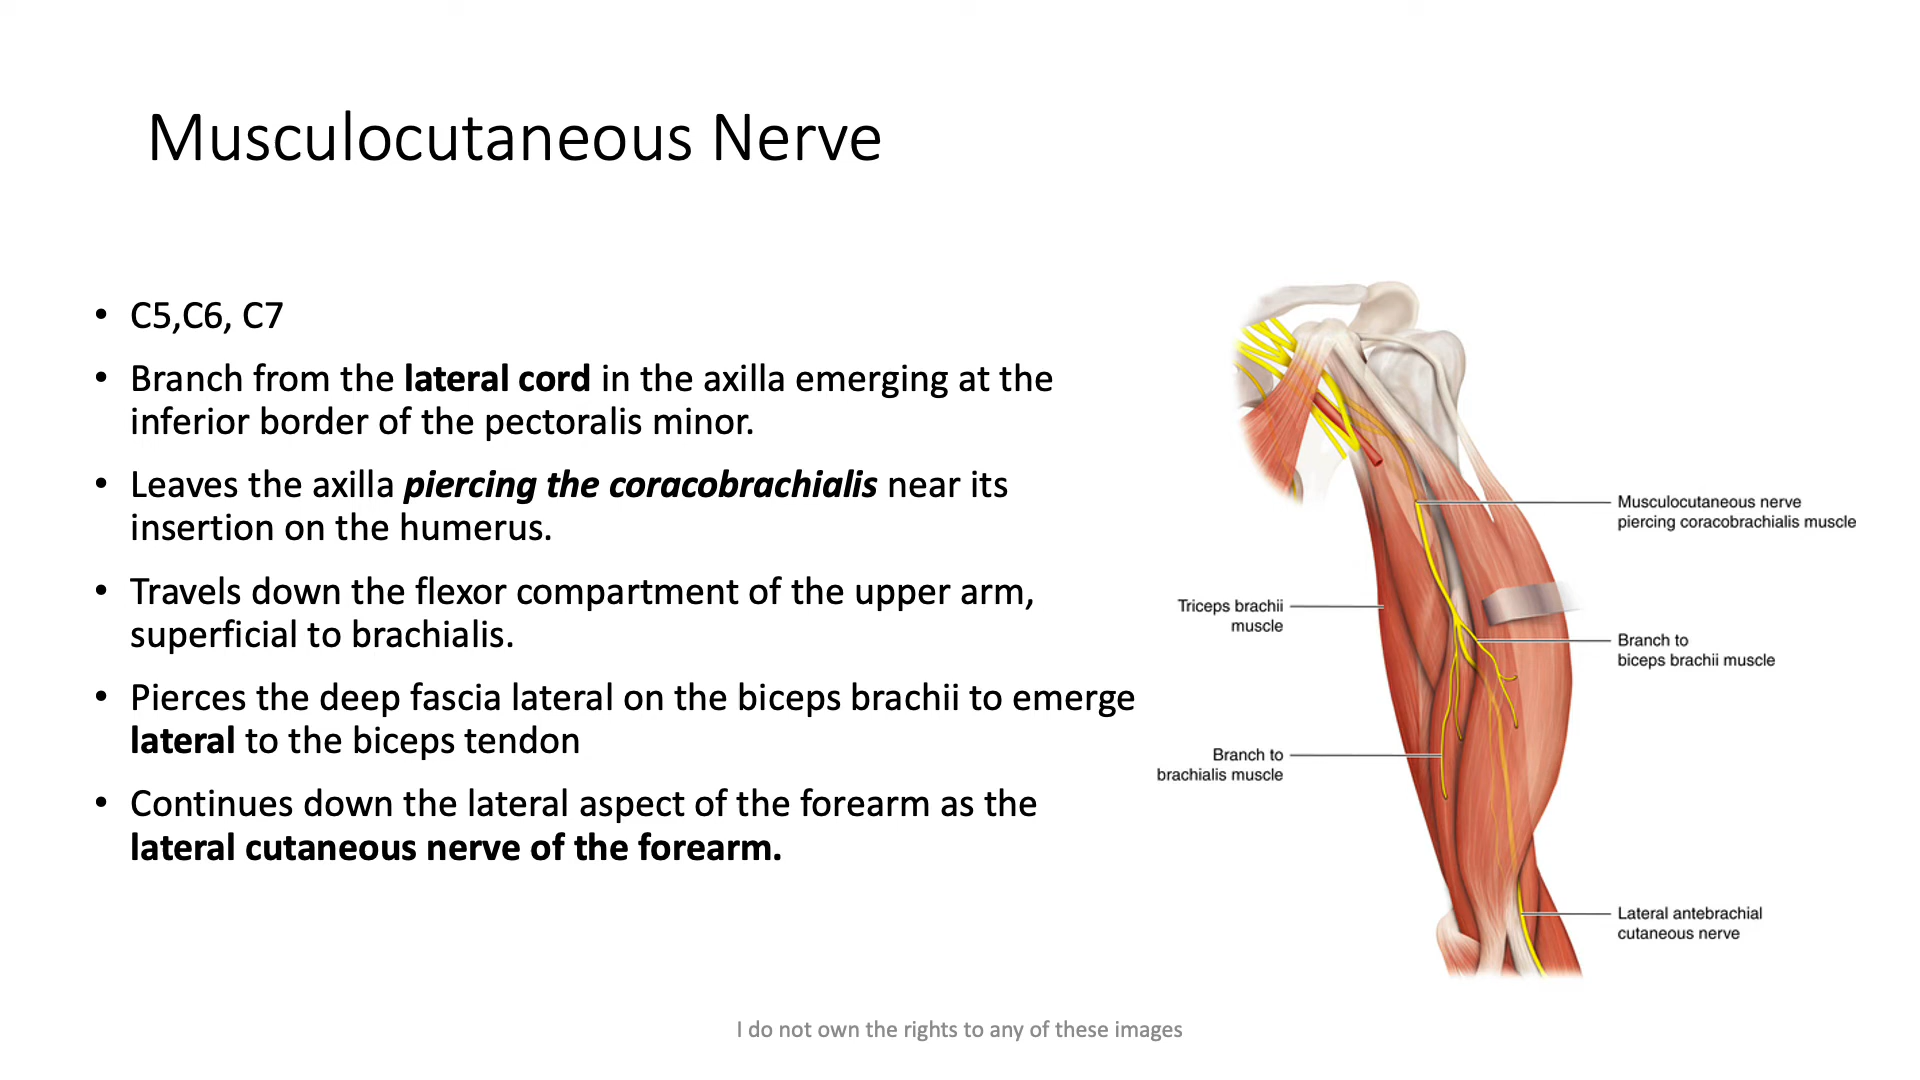 Musculocutaneous Nerve
• C5,C6, C7
• Branch from the lateral cord in the axilla emerging at the
inferior border of the pectoralis minor.
• Leaves the axilla piercing the coracobrachialis near its
insertion on the humerus.
• Travels down the flexor compartment of the upper arm,
superficial to brachialis.
• Pierces the deep fascia lateral on the biceps brachii to emerge
lateral to the biceps tendon
• Continues down the lateral aspect of the forearm as the
lateral cutaneous nerve of the forearm.
Musculocutaneous nerve
piercing coracobrachialis muscle
Triceps brachii
muscle
Branch to
biceps brachii muscle
Branch to
brachialis muscle
Lateral antebrachial
cutaneous nerve
I do not own the rights to any of these images